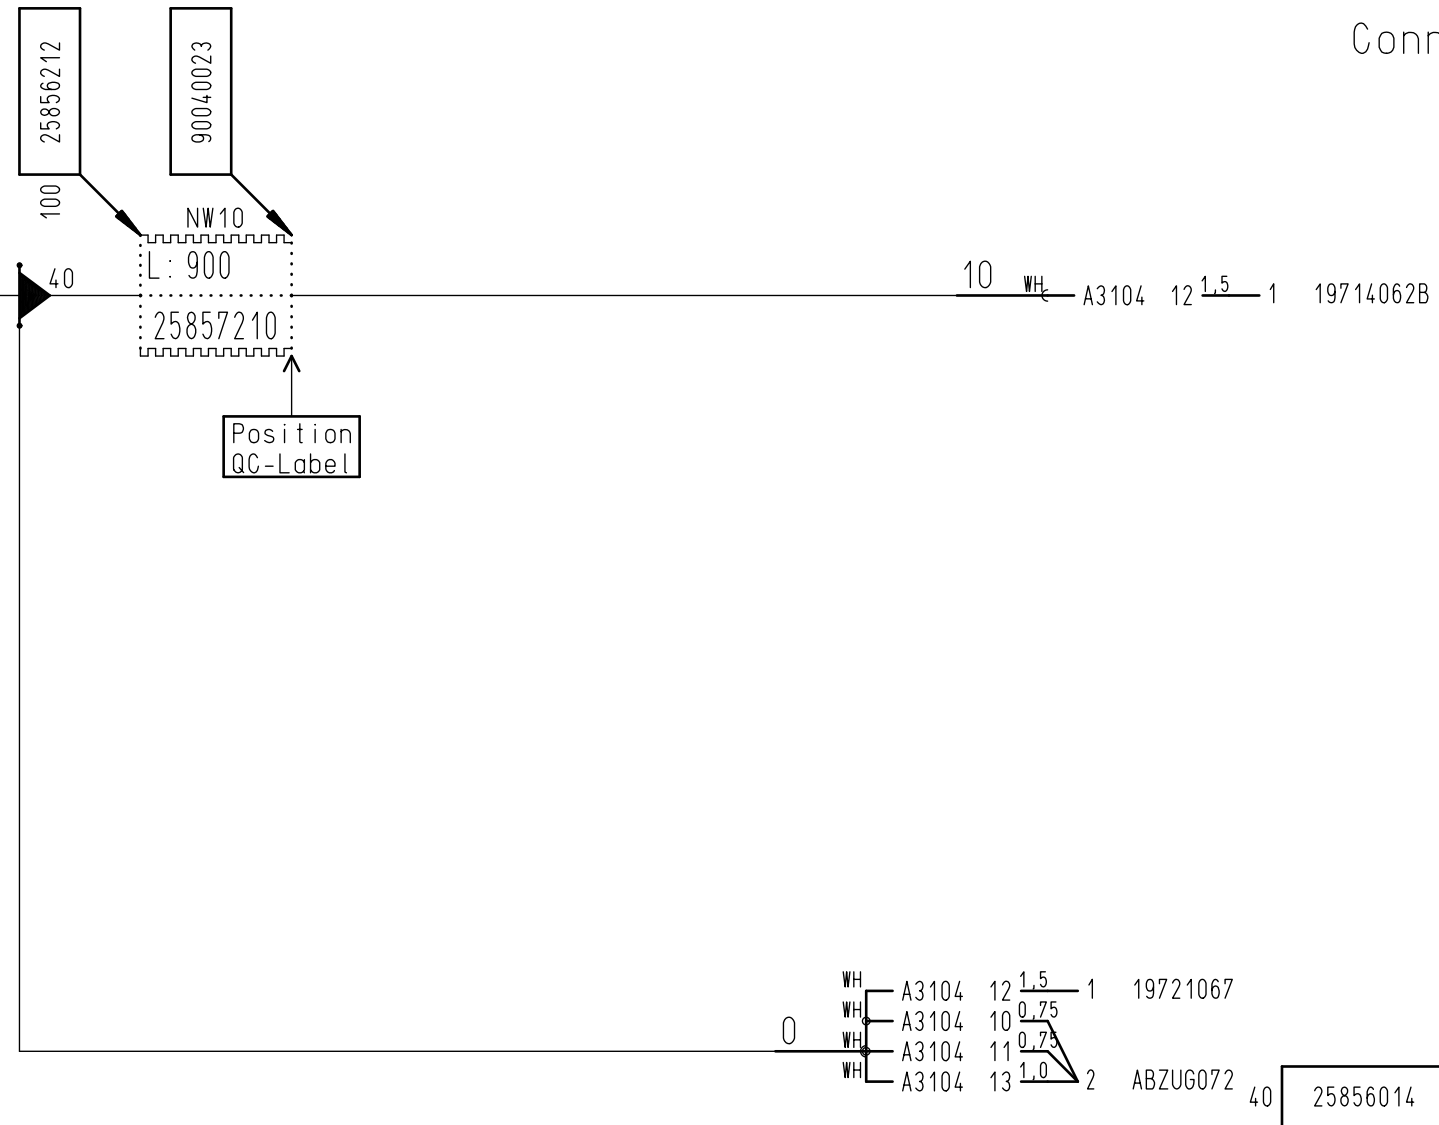 25856212
90040023
Conn
100
NW10
L: 900
40
25857210
10
WH
A3104 12 1,5 1 19714062B
Position
QC-Label
0
WH A3104 12 1,5 1 19721067
WH A3104 10 0,75
WH A3104 11 0,75
WH A3104 13 1,0 2 ABZUG072
40 25856014